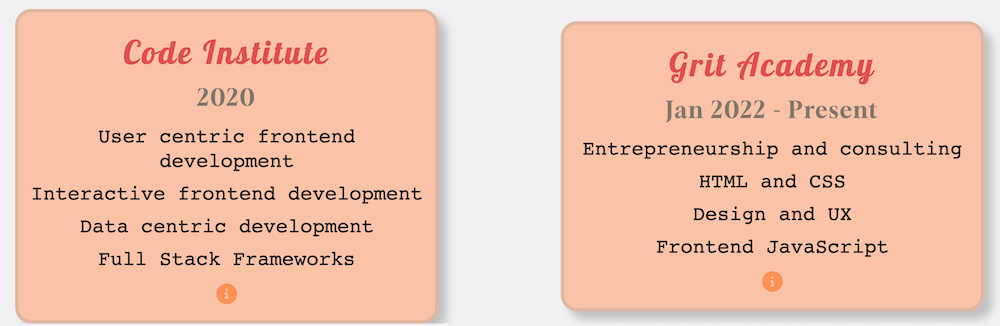 Code Institute
2020
User centric frontend
development
Interactive frontend development
Data centric development
Full Stack Frameworks
i
Grit Academy
Jan 2022 - Present
Entrepreneurship and consulting
HTML and CSS
Design and UX
Frontend JavaScript
i